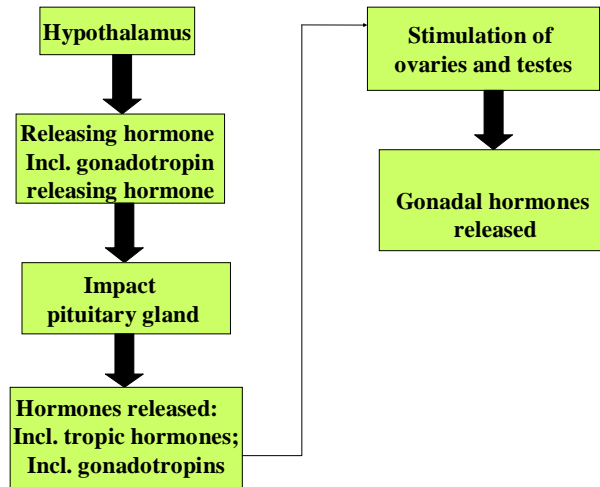 Hypothalamus
Releasing hormone
Incl. gonadotropin
releasing hormone
Impact
pituitary gland
Hormones released:
Incl. tropic hormones;
Incl. gonadotropins
Stimulation of
ovaries and testes
Gonadal hormones
released